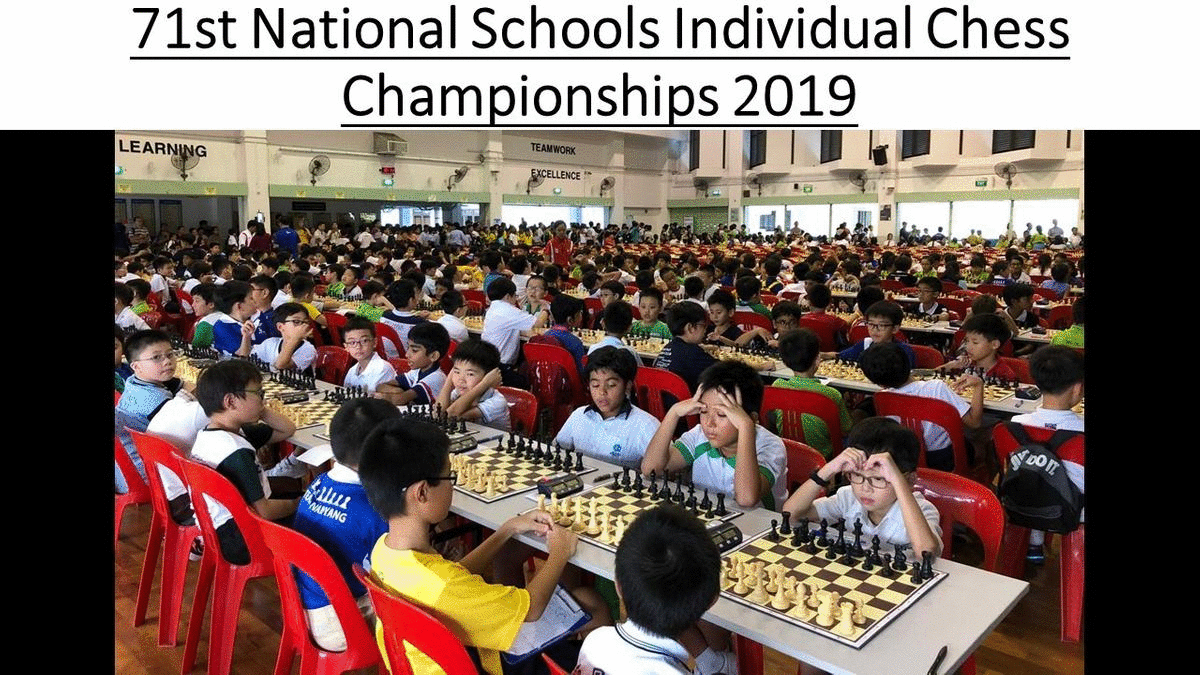 71st National Schools Individual Chess
Championships 2019
LEARNING
TEAMWORK
EXCELLENCE
JUST DO IT.
NANYANG